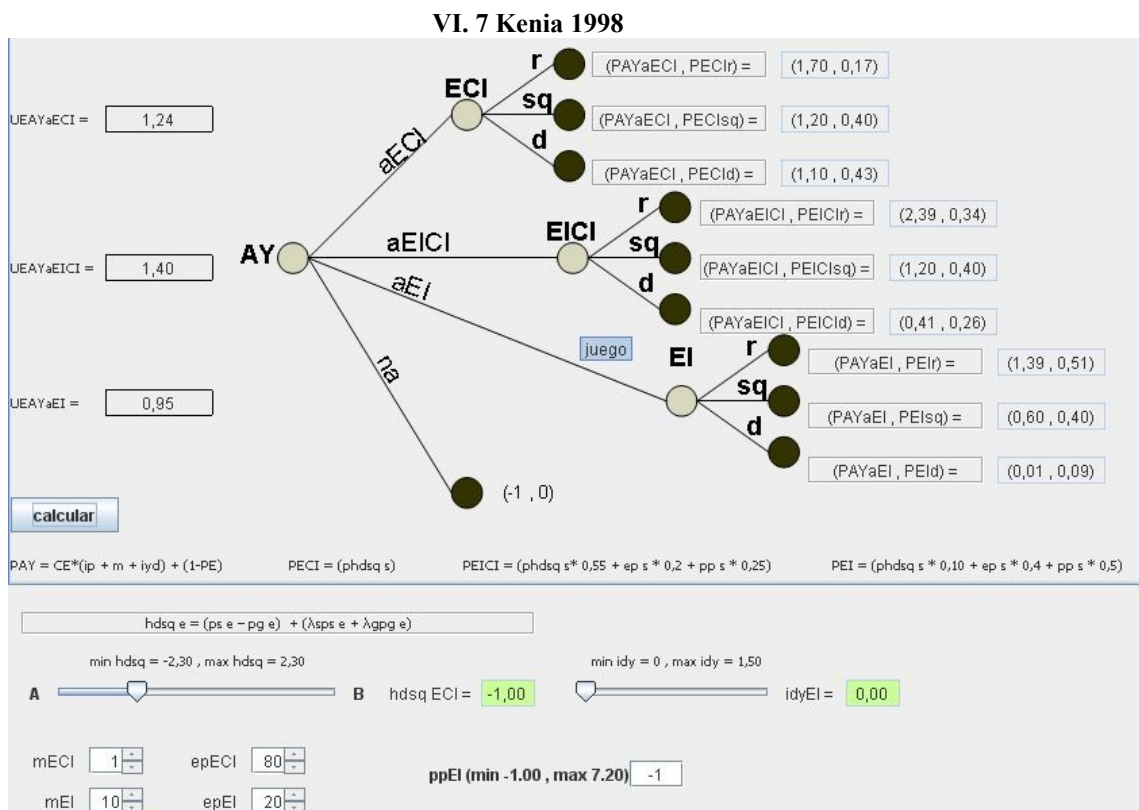 VI. 7 Kenia 1998
r
(PAYaECI , PECIr) = (1,70 , 0,17)
ECI
UEAYaECI = 1,24
sq
(PAYaECI , PECIsq) = (1,20 , 0,40)
d
aECI
(PAYaECI , PECId) = (1,10 , 0,43)
r
(PAYaEICI , PEICIr) = (2,39 , 0,34)
AY
aEICI
EICI
sq
UEAYaEICI = 1,40
(PAYaEICI , PEICIsq) = (1,20 , 0,40)
aEI
d
(PAYaEICI , PEICId) = (0,41 , 0,26)
juego
EI
r
(PAYaEI , PEIr) = (1,39 , 0,51)
na
sq
UEAYaEI = 0,95
(PAYaEI , PEIsq) = (0,60 , 0,40)
d
(PAYaEI , PEId) = (0,01 , 0,09)
(-1 , 0)
calcular
PAY = CE*(ip + m + iyd) + (1-PE) PECI = (phdsq s) PEICI = (phdsq s* 0,55 + ep s * 0,2 + pp s * 0,25) PEI = (phdsq s * 0,10 + ep s * 0,4 + pp s * 0,5)
hdsq e = (ps e – pg e) + (λsps e + λgpg e)
min hdsq = -2,30 , max hdsq = 2,30 min idy = 0 , max idy = 1,50
A B hdsq ECI = -1,00 idyEI = 0,00
mECI 1 epECI 80
ppEI (min -1.00 , max 7.20) -1
mEI 10 epEI 20